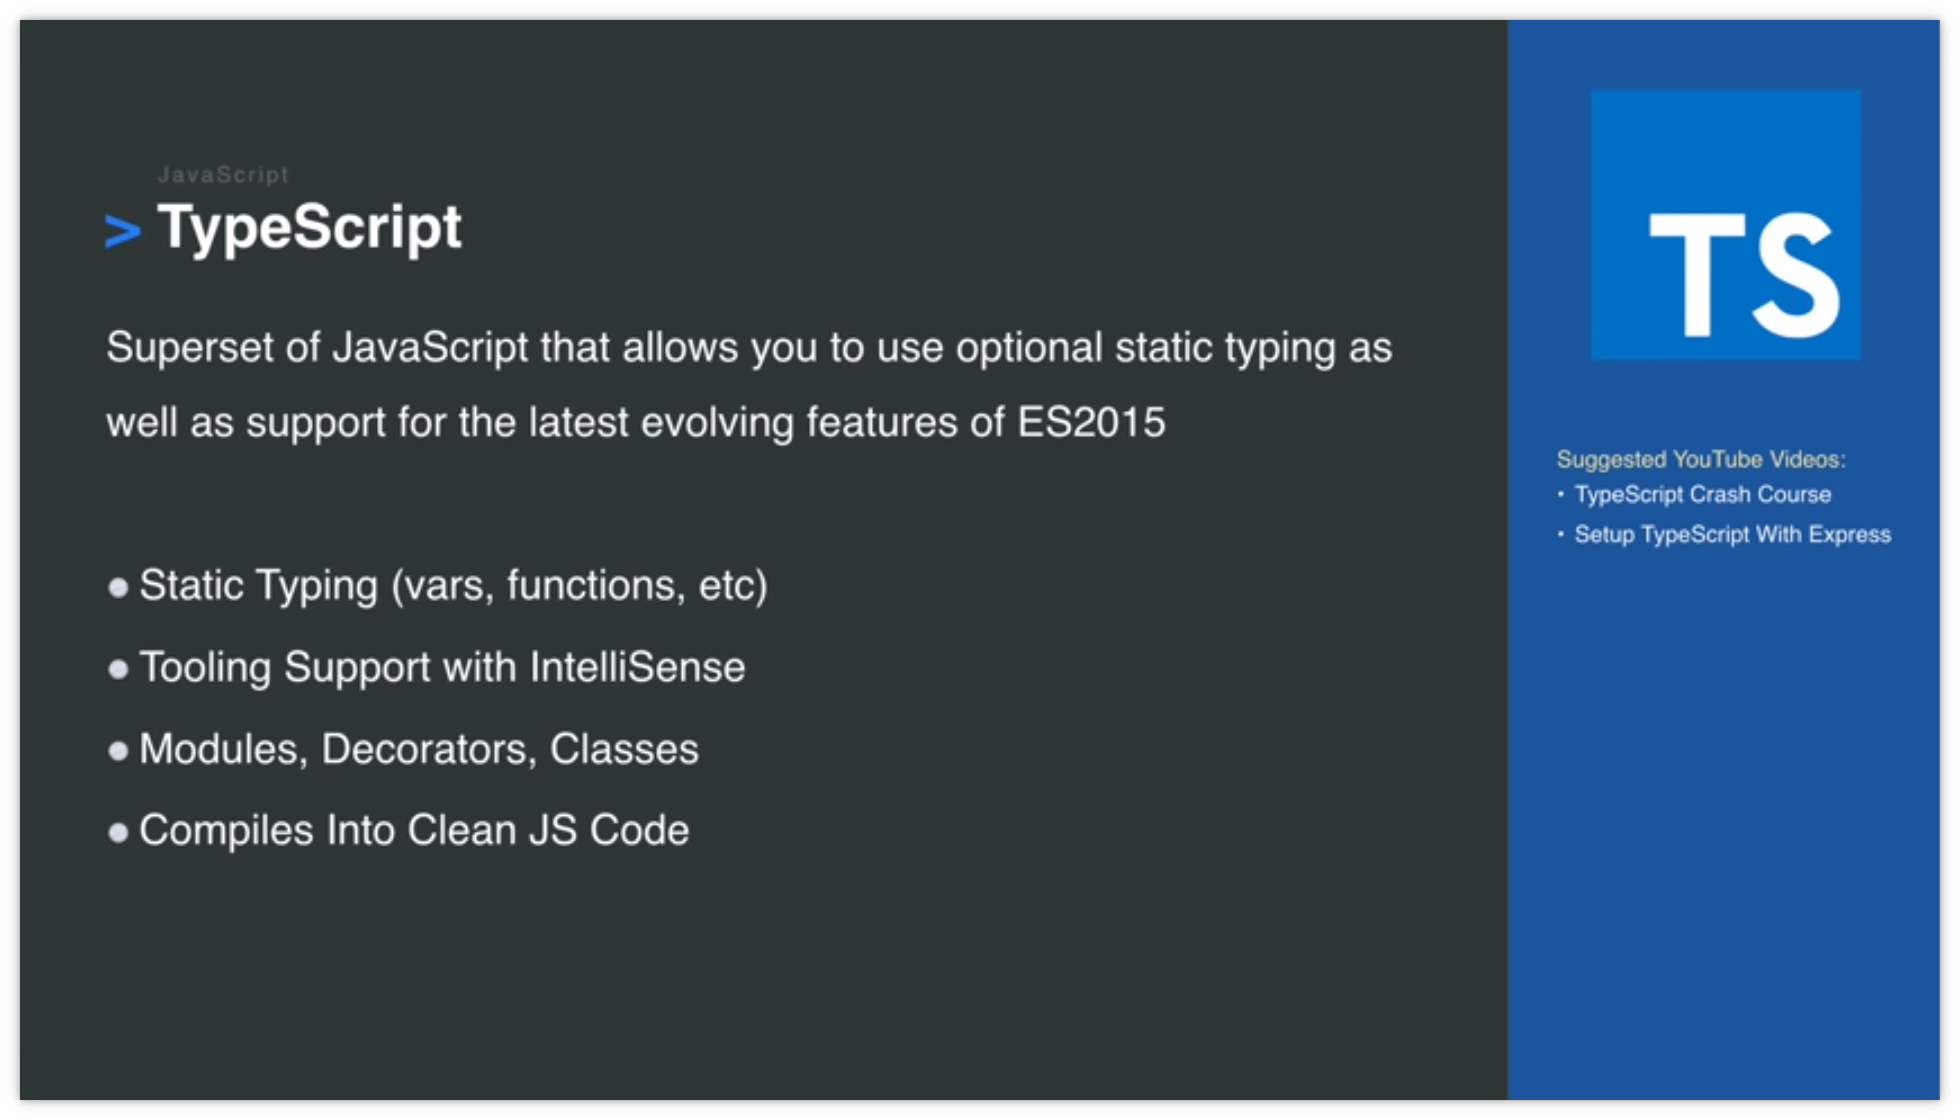 JavaScript
> TypeScript
Superset of JavaScript that allows you to use optional static typing as
well as support for the latest evolving features of ES2015
● Static Typing (vars, functions, etc)
● Tooling Support with IntelliSense
● Modules, Decorators, Classes
● Compiles Into Clean JS Code
TS
Suggested YouTube Videos:
• TypeScript Crash Course
• Setup TypeScript With Express